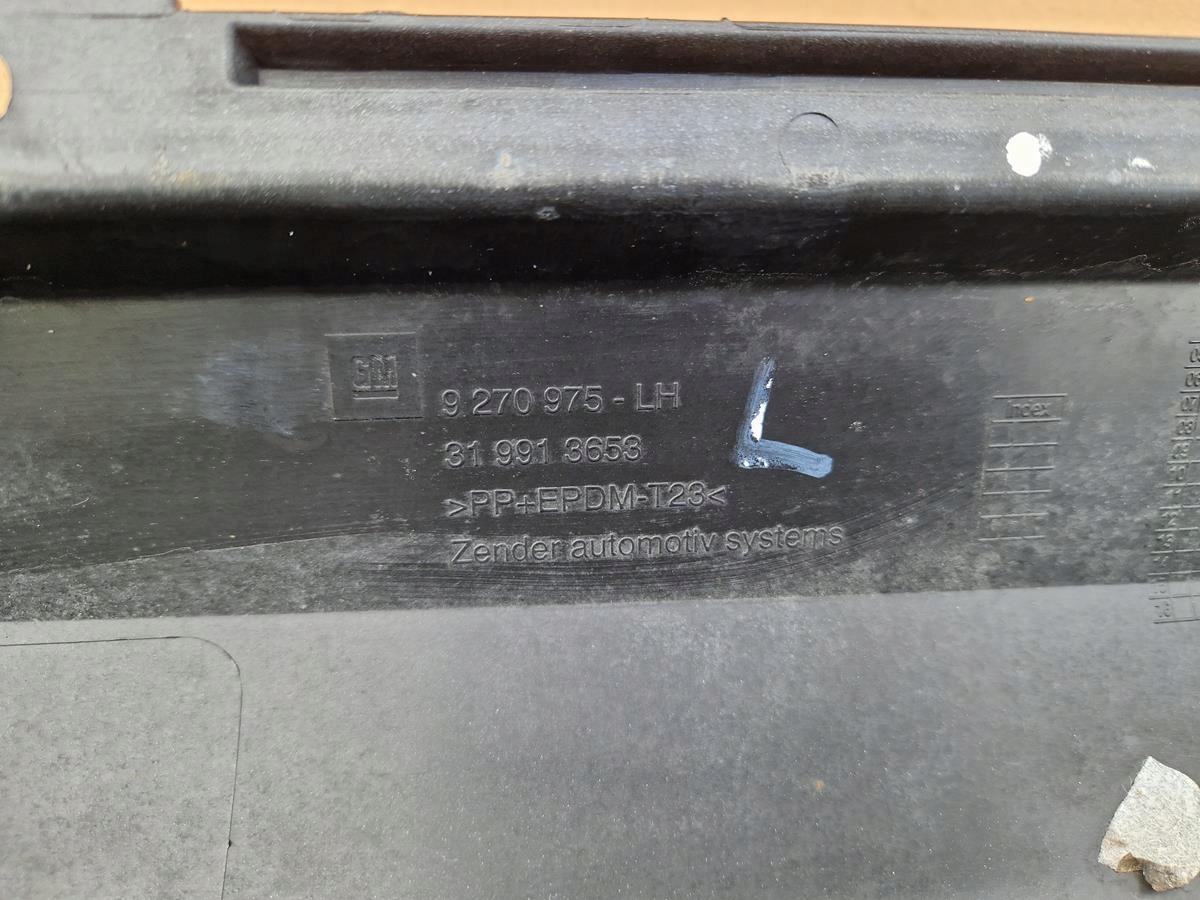 GM
9 270 975 - LH
L
31 991 3653
>PP+EPDM-T23<
Zender automotiv systems
Index